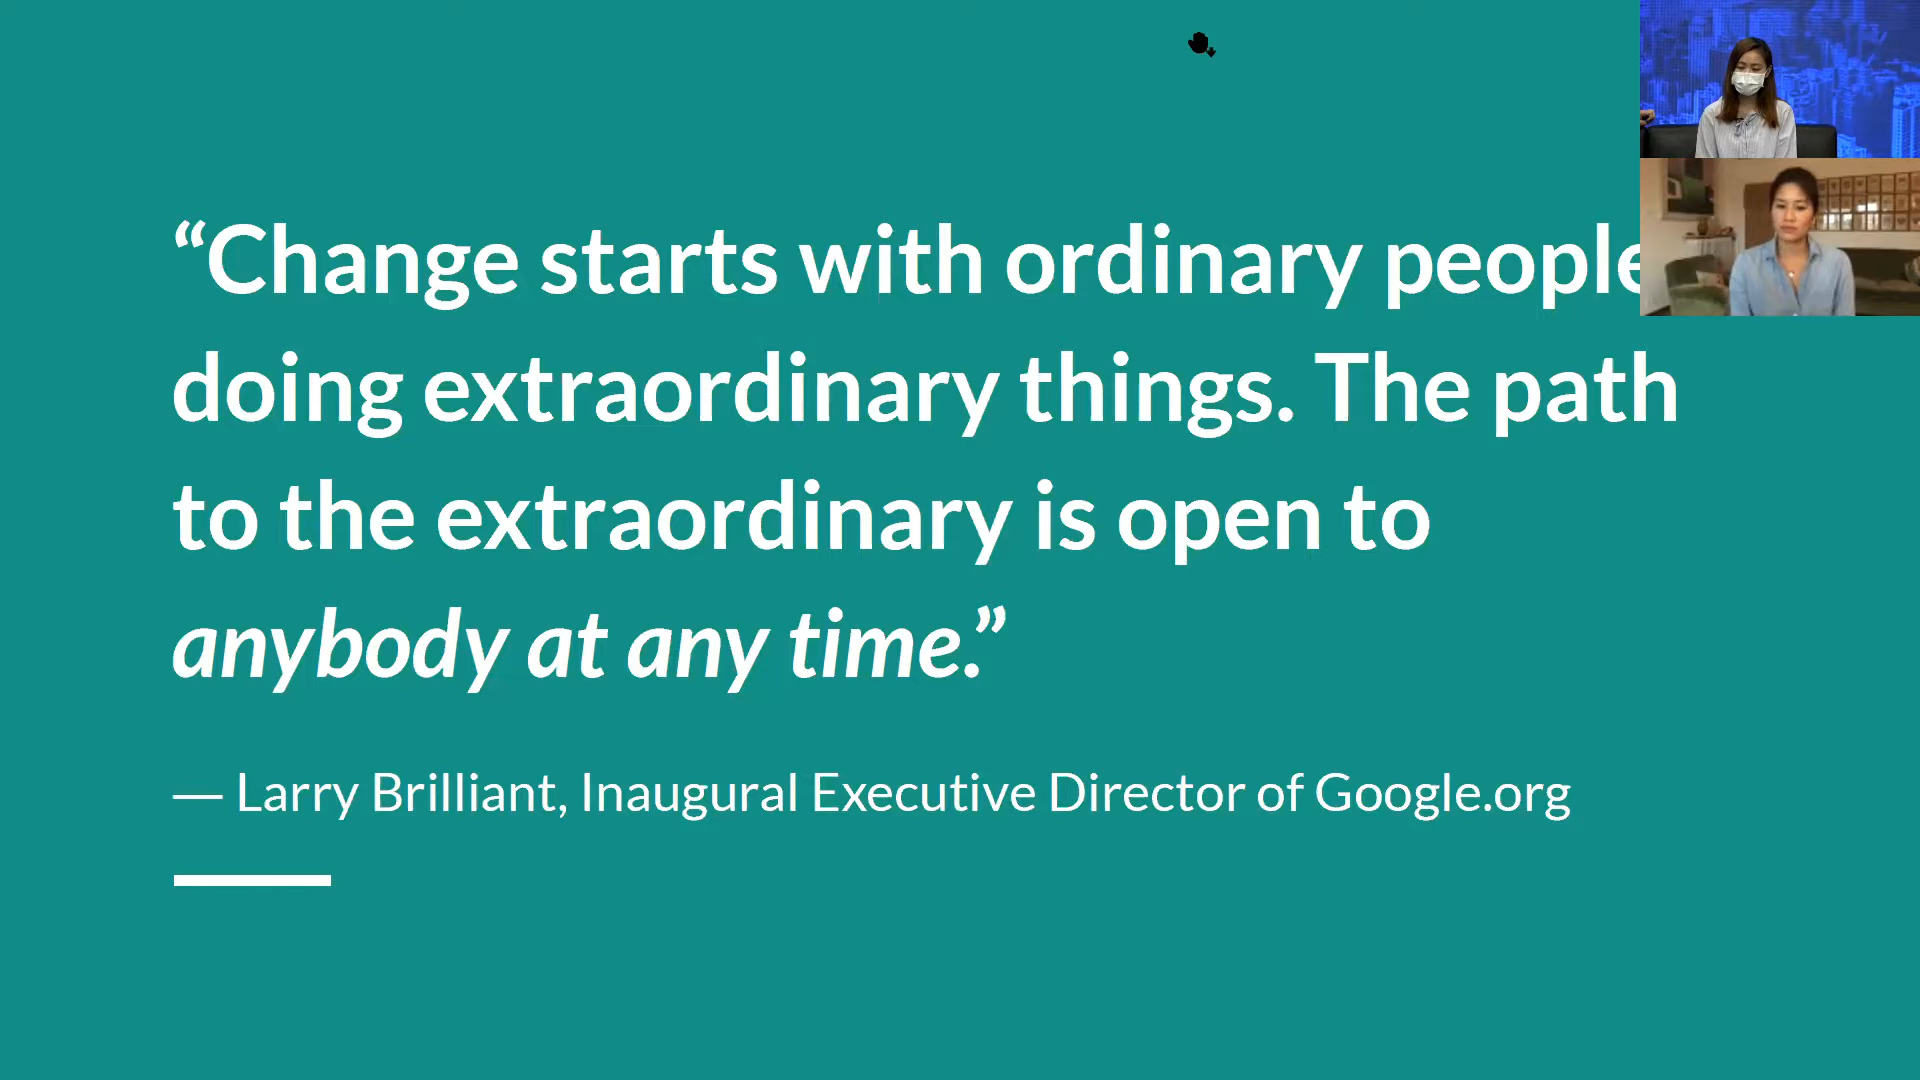 “Change starts with ordinary people
doing extraordinary things. The path
to the extraordinary is open to
anybody at any time.”
— Larry Brilliant, Inaugural Executive Director of Google.org